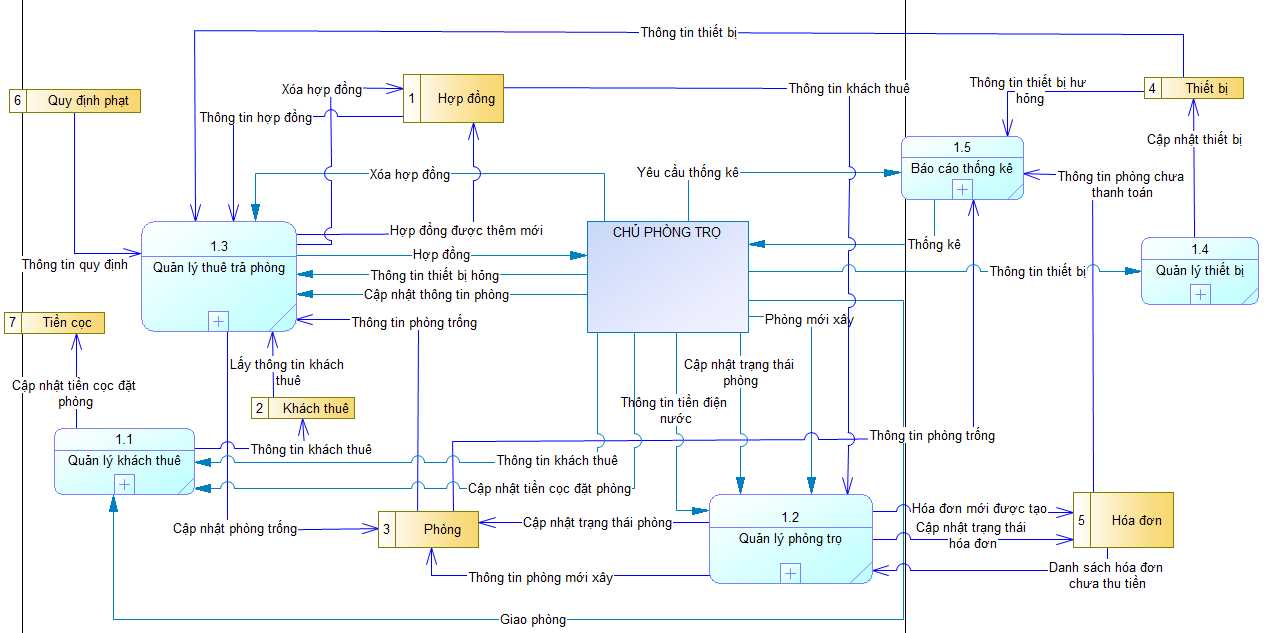 Thông tin thiết bị
Xóa hợp đồng
1
Hợp đồng
Thông tin khách thuê
Thông tin thiết bị hư
hỏng
4
Thiết bị
6
Quy định phạt
Thông tin hợp đồng
Cập nhật thiết bị
1.5
Báo cáo thống kê
Xóa hợp đồng
Yêu cầu thống kê
Thông tin phòng chưa
thanh toán
CHỦ PHÒNG TRỌ
Hợp đồng được thêm mới
1.3
Quản lý thuê trả phòng
Hợp đồng
Thống kê
1.4
Quản lý thiết bị
Thông tin quy định
Thông tin thiết bị hỏng
Thông tin thiết bị
Cập nhật thông tin phòng
7
Tiền cọc
Thông tin phòng trống
Phòng mới xây
Lấy thông tin khách
thuê
Cập nhật trạng thái
phòng
Cập nhật tiền cọc đặt
phòng
2
Khách thuê
Thông tin tiền điện
nước
1.1
Quản lý khách thuê
Thông tin khách thuê
Thông tin phòng trống
Thông tin khách thuê
Cập nhật tiền cọc đặt phòng
Cập nhật phòng trống
3
Phòng
Cập nhật trạng thái phòng
1.2
Quản lý phòng trọ
Hóa đơn mới được tạo
Cập nhật trạng thái
hóa đơn
5
Hóa đơn
Thông tin phòng mới xây
Danh sách hóa đơn
chưa thu tiền
Giao phòng